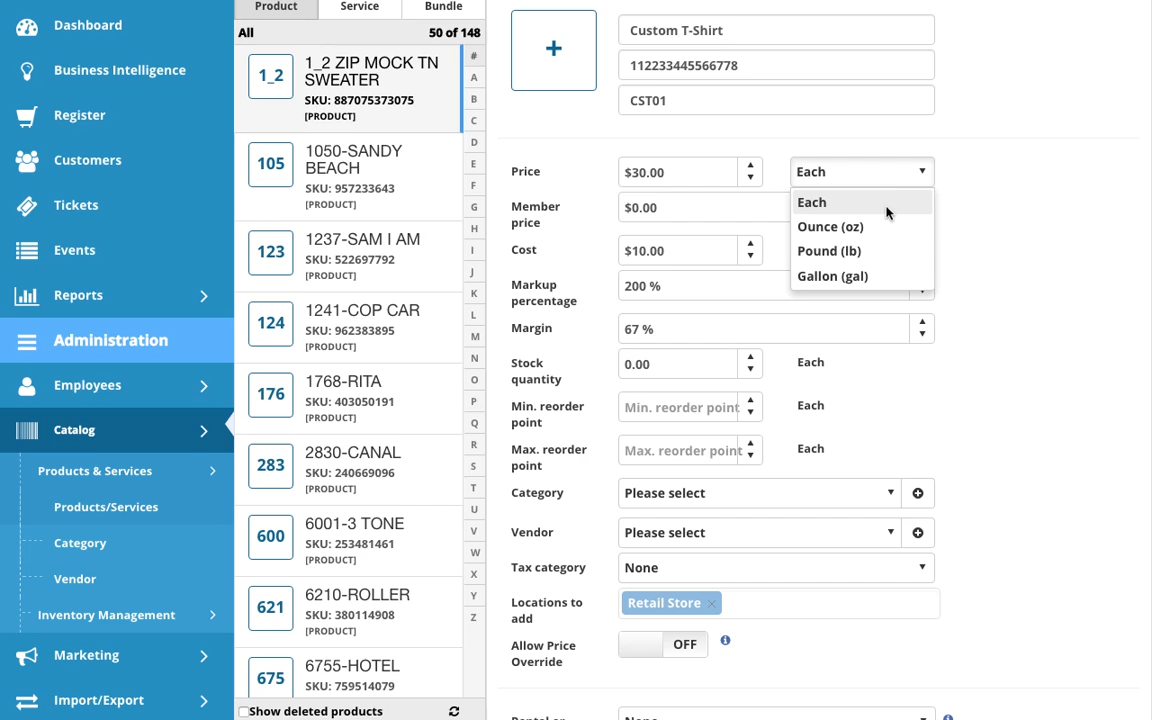 Dashboard
Business Intelligence
Register
Customers
Tickets
Events
Reports
Administration
Employees
Catalog
Products & Services
Products/Services
Category
Vendor
Inventory Management
Marketing
Import/Export
Product
Service
Bundle
All
50 of 148
1_2
1_2 ZIP MOCK TN
SWEATER
SKU: 887075373075
[PRODUCT]
105
1050-SANDY
BEACH
SKU: 957233643
[PRODUCT]
123
1237-SAM I AM
SKU: 522697792
[PRODUCT]
124
1241-COP CAR
SKU: 962383895
[PRODUCT]
176
1768-RITA
SKU: 403050191
[PRODUCT]
283
2830-CANAL
SKU: 240669096
[PRODUCT]
600
6001-3 TONE
SKU: 253481461
[PRODUCT]
621
6210-ROLLER
SKU: 380114908
[PRODUCT]
675
6755-HOTEL
SKU: 759514079
Show deleted products
#
A
B
C
D
E
F
G
H
I
J
K
L
M
N
O
P
Q
R
S
T
U
V
W
X
Y
Z
Custom T-Shirt
112233445566778
CST01
Price
$30.00
Each
Each
Ounce (oz)
Pound (lb)
Gallon (gal)
Member
price
$0.00
Cost
$10.00
Markup
percentage
200 %
Margin
67 %
Stock
quantity
0.00
Each
Min. reorder
point
Min. reorder point
Each
Max. reorder
point
Max. reorder point
Each
Category
Please select
Vendor
Please select
Tax category
None
Locations to
add
Retail Store ×
Allow Price
Override
OFF